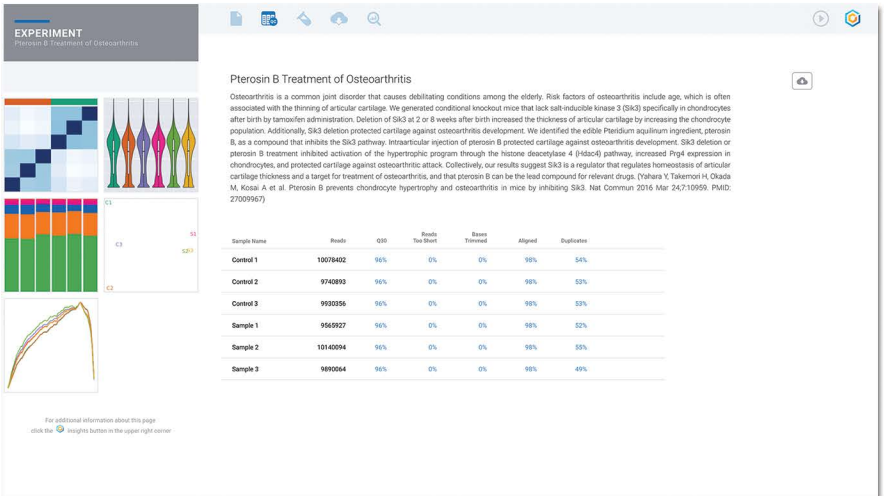 EXPERIMENT
Pterosin B Treatment of Osteoarthritis
Pterosin B Treatment of Osteoarthritis
Osteoarthritis is a common joint disorder that causes debilitating conditions among the elderly. Risk factors of osteoarthritis include age, which is often
associated with the thinning of articular cartilage. We generated conditional knockout mice that lack salt-inducible kinase 3 (Sik3) specifically in chondrocytes
after birth by tamoxifen administration. Deletion of Sik3 at 2 or 8 weeks after birth increased the thickness of articular cartilage by increasing the chondrocyte
population. Additionally, Sik3 deletion protected cartilage against osteoarthritis development. We identified the edible Pteridium aquilinum ingredient, pterosin
B, as a compound that inhibits the Sik3 pathway. Intraarticular injection of pterosin B protected cartilage against osteoarthritis development. Sik3 deletion or
pterosin B treatment inhibited activation of the hypertrophic program through the histone deacetylase 4 (Hdac4) pathway, increased Prg4 expression in
chondrocytes, and protected cartilage against osteoarthritic attack. Collectively, our results suggest Sik3 is a regulator that regulates homeostasis of articular
cartilage thickness and a target for treatment of osteoarthritis, and that pterosin B can be the lead compound for relevant drugs. (Yahara Y, Takemori H, Okada
M, Kosai A et al. Pterosin B prevents chondrocyte hypertrophy and osteoarthritis in mice by inhibiting Sik3. Nat Commun 2016 Mar 24;7:10959. PMID:
27009967)
C1
C3
S1
C2
Sample Name Reads Q30 Reads Too Short Bases Trimmed Aligned Duplicates
Control 1 10078402 96% 0% 0% 98% 54%
Control 2 9740893 96% 0% 0% 98% 53%
Control 3 9930356 96% 0% 0% 98% 53%
Sample 1 9565927 96% 0% 0% 98% 52%
Sample 2 10140094 96% 0% 0% 98% 55%
Sample 3 9890064 96% 0% 0% 98% 49%
For additional information about this page
click the insights button in the upper right corner